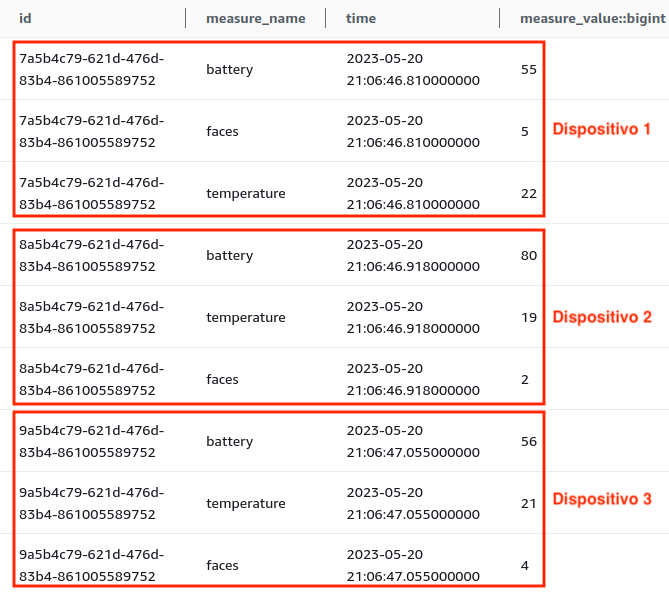 id measure_name time measure_value::bigint
7a5b4c79-621d-476d-
83b4-861005589752 battery 2023-05-20
21:06:46.810000000 55
7a5b4c79-621d-476d-
83b4-861005589752 faces 2023-05-20
21:06:46.810000000 5 Dispositivo 1
7a5b4c79-621d-476d-
83b4-861005589752 temperature 2023-05-20
21:06:46.810000000 22
8a5b4c79-621d-476d-
83b4-861005589752 battery 2023-05-20
21:06:46.918000000 80
8a5b4c79-621d-476d-
83b4-861005589752 temperature 2023-05-20
21:06:46.918000000 19 Dispositivo 2
8a5b4c79-621d-476d-
83b4-861005589752 faces 2023-05-20
21:06:46.918000000 2
9a5b4c79-621d-476d-
83b4-861005589752 battery 2023-05-20
21:06:47.055000000 56
9a5b4c79-621d-476d-
83b4-861005589752 temperature 2023-05-20
21:06:47.055000000 21 Dispositivo 3
9a5b4c79-621d-476d-
83b4-861005589752 faces 2023-05-20
21:06:47.055000000 4